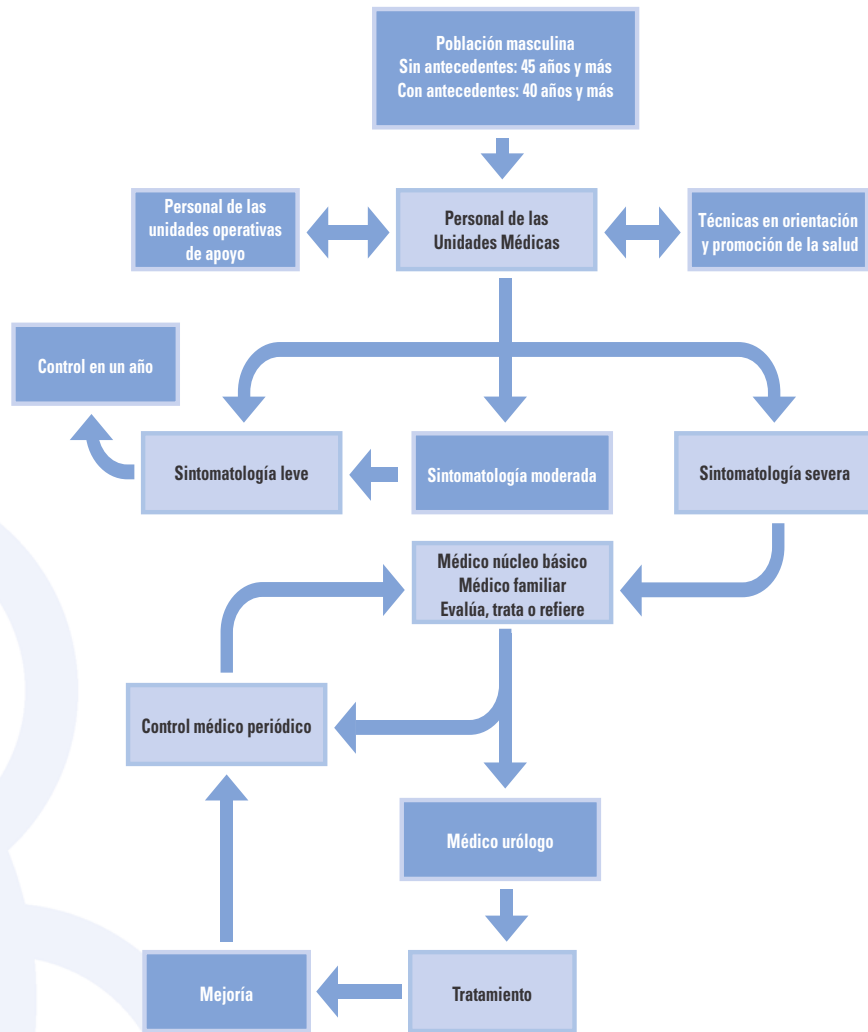 Población masculina
Sin antecedentes: 45 años y más
Con antecedentes: 40 años y más
Personal de las
unidades operativas
de apoyo
Personal de las
Unidades Médicas
Técnicas en orientación
y promoción de la salud
Control en un año
Sintomatología leve
Sintomatología moderada
Sintomatología severa
Médico núcleo básico
Médico familiar
Evalúa, trata o refiere
Control médico periódico
Médico urólogo
Mejoría
Tratamiento